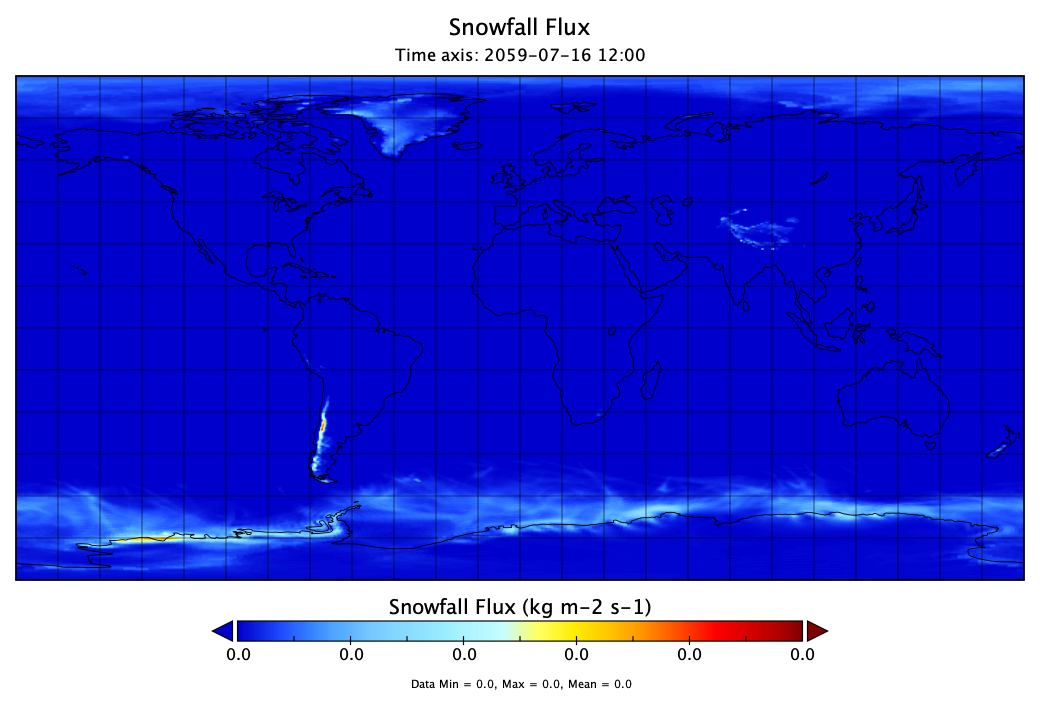 Snowfall Flux
Time axis: 2059-07-16 12:00
Snowfall Flux (kg m-2 s-1)
0.0 0.0 0.0 0.0 0.0 0.0
Data Min = 0.0, Max = 0.0, Mean = 0.0